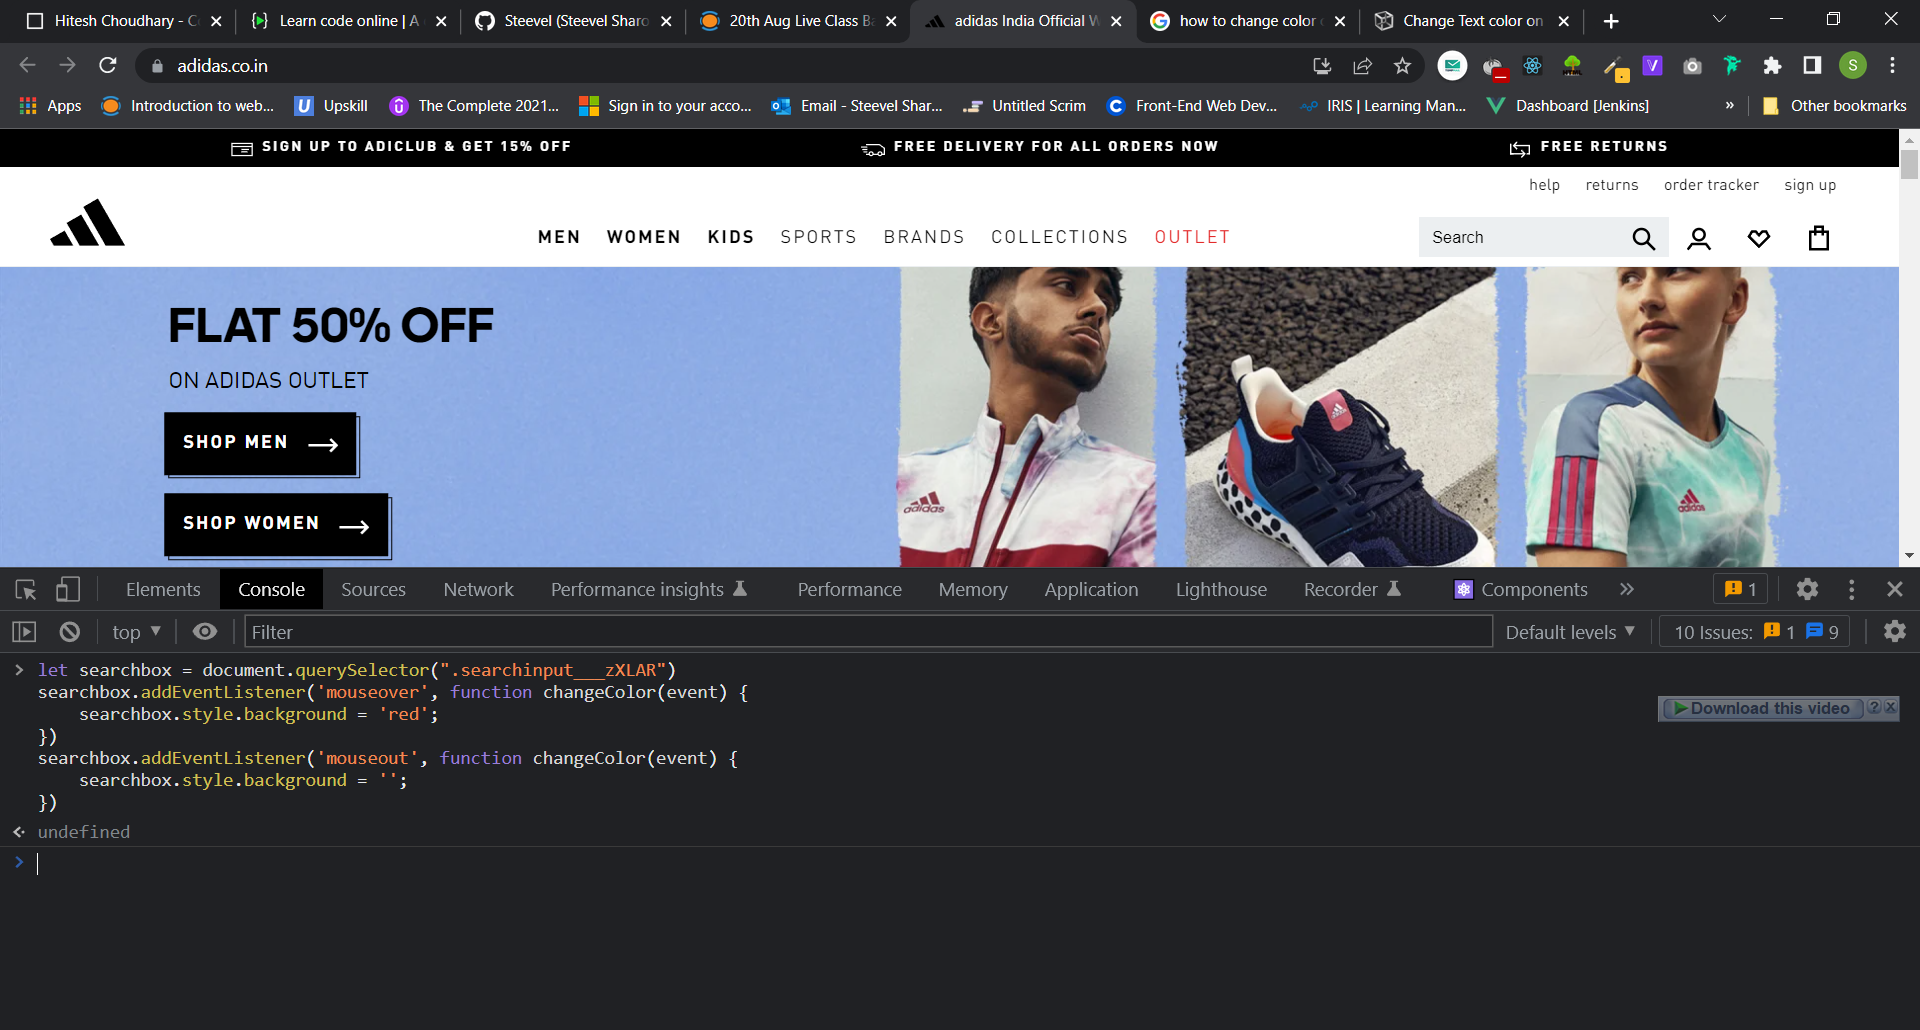 Hitesh Choudhary - C
Learn code online | A
Steevel (Steevel Sharo
20th Aug Live Class B
adidas India Official W
how to change color o
Change Text color on
adidas.co.in
S
Apps
Introduction to web...
Upskill
The Complete 2021...
Sign in to your acco...
Email - Steevel Shar...
Untitled Scrim
Front-End Web Dev...
IRIS | Learning Man...
Dashboard [Jenkins]
»
Other bookmarks
SIGN UP TO ADICLUB & GET 15% OFF
FREE DELIVERY FOR ALL ORDERS NOW
FREE RETURNS
help
returns
order tracker
sign up
MEN
WOMEN
KIDS
SPORTS
BRANDS
COLLECTIONS
OUTLET
Search
FLAT 50% OFF
ON ADIDAS OUTLET
SHOP MEN
SHOP WOMEN
adidas
adidas
Elements
Console
Sources
Network
Performance insights
Performance
Memory
Application
Lighthouse
Recorder
Components
»
1
top
Filter
Default levels
10 Issues:
1
9
let searchbox = document.querySelector(".searchinput___zXLAR")
searchbox.addEventListener('mouseover', function changeColor(event) {
    searchbox.style.background = 'red';
})
searchbox.addEventListener('mouseout', function changeColor(event) {
    searchbox.style.background = '';
})
undefined
Download this video
? x